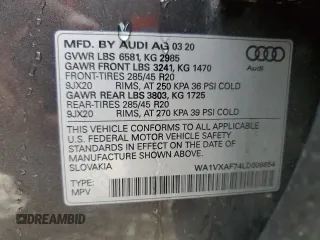 MFD. BY AUDI AG 03 20
GVWR LBS 6581, KG 2985
GAWR FRONT LBS 3241, KG 1470
FRONT-TIRES 285/45 R20
9JX20 RIMS, AT 250 KPA 36 PSI COLD
GAWR REAR LBS 3803, KG 1725
REAR-TIRES 285/45 R20
9JX20 RIMS, AT 270 KPA 39 PSI COLD
THIS VEHICLE CONFORMS TO ALL APPLICABLE
U.S. FEDERAL MOTOR VEHICLE SAFETY
STANDARDS IN EFFECT ON THE DATE OF
MANUFACTURE SHOWN ABOVE.
SLOVAKIA
TYPE:
MPV
Audi
DREAMBID